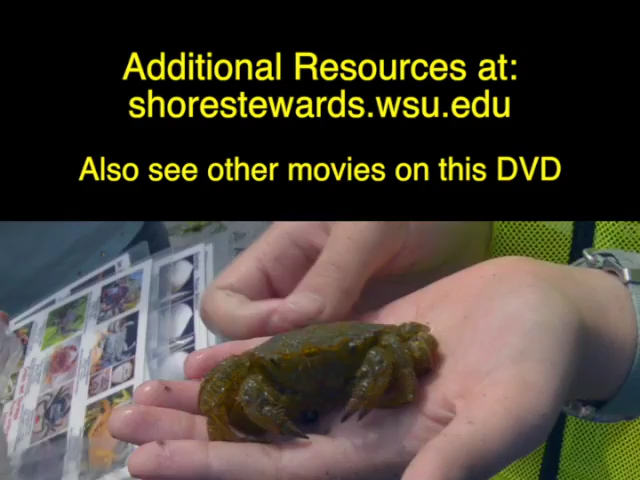 Additional Resources at:
shorestewards.wsu.edu
Also see other movies on this DVD